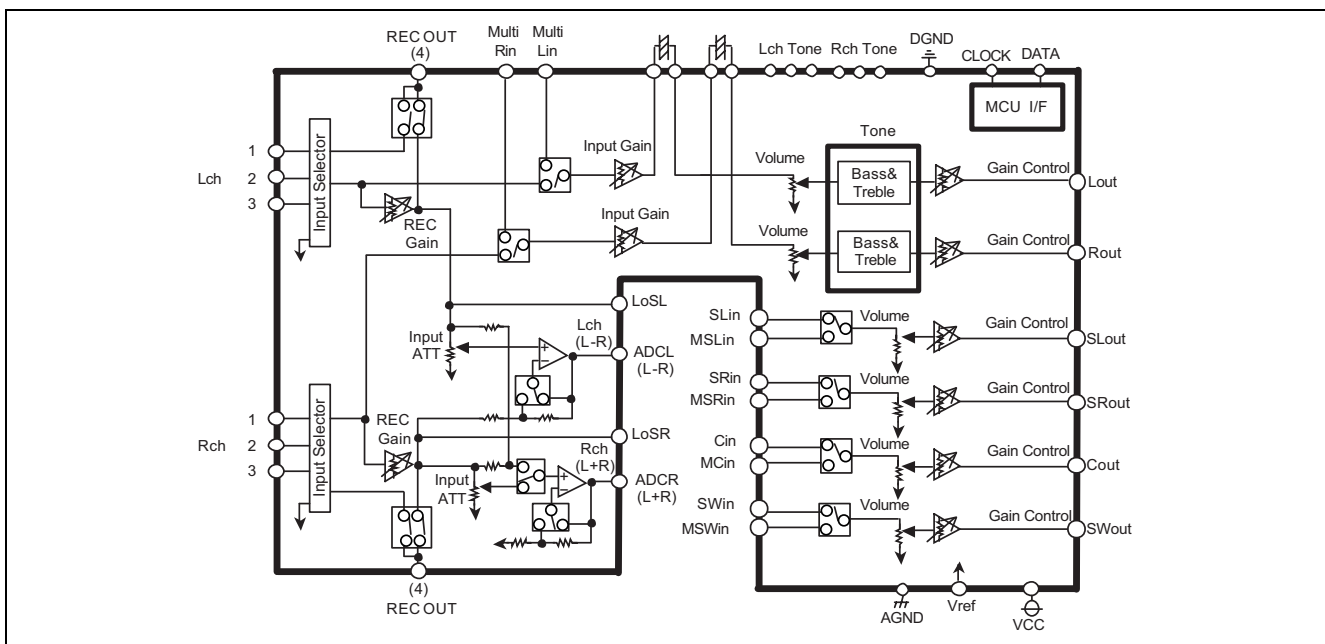 REC OUT
(4)
Multi
Rin
Multi
Lin
Lch Tone
Rch Tone
DGND
CLOCK
DATA
MCU I/F
Lch
1
2
3
Input Selector
REC
Gain
Input Gain
Input Gain
Volume
Volume
Tone
Bass&
Treble
Bass&
Treble
Gain Control
Lout
Gain Control
Rout
LoSL
Input
ATT
Lch
(L-R)
ADCL
(L-R)
Rch
1
2
3
Input Selector
REC
Gain
LoSR
Input
ATT
Rch
(L+R)
ADCR
(L+R)
(4)
REC OUT
SLin
MSLin
Volume
Gain Control
SLout
SRin
MSRin
Volume
Gain Control
SRout
Cin
MCin
Volume
Gain Control
Cout
SWin
MSWin
Volume
Gain Control
SWout
AGND
Vref
VCC